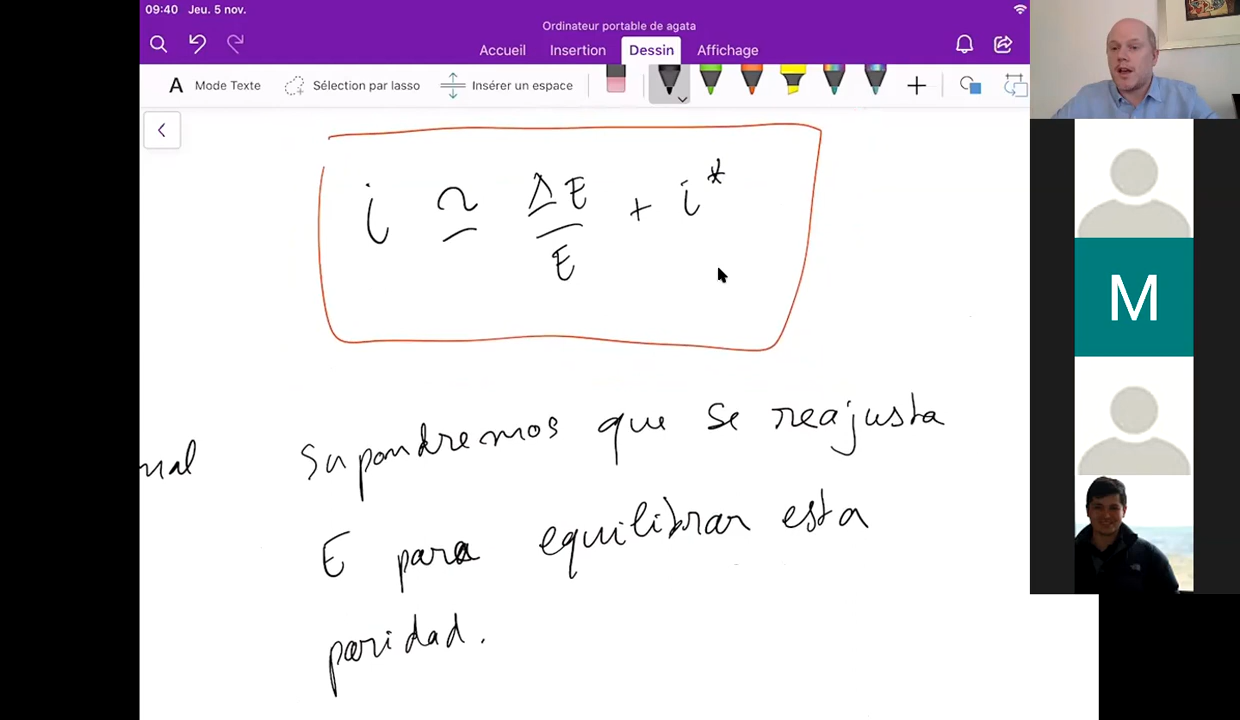 09:40 Jeu. 5 nov.
Ordinateur portable de agata
Accueil Insertion Dessin Affichage
A Mode Texte Sélection par lasso Insérer un espace
i ≃ ΔE/E + i*
nal Supondremos que se reajusta
E para equilibrar esta
paridad.
M